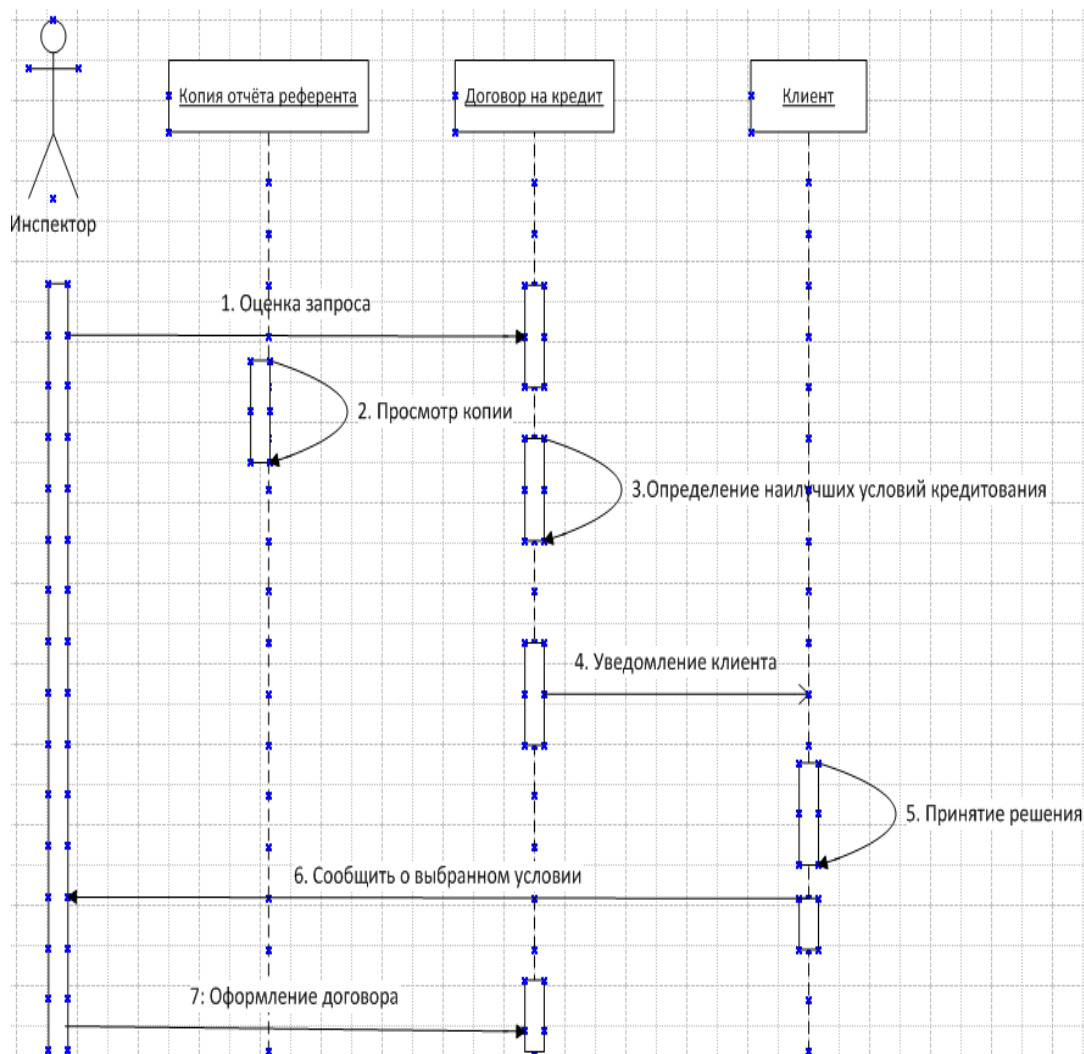 Копия отчёта референта
Договор на кредит
Клиент
Инспектор
1. Оценка запроса
2. Просмотр копии
3.Определение наилучших условий кредитования
4. Уведомление клиента
5. Принятие решения
6. Сообщить о выбранном условии
7: Оформление договора